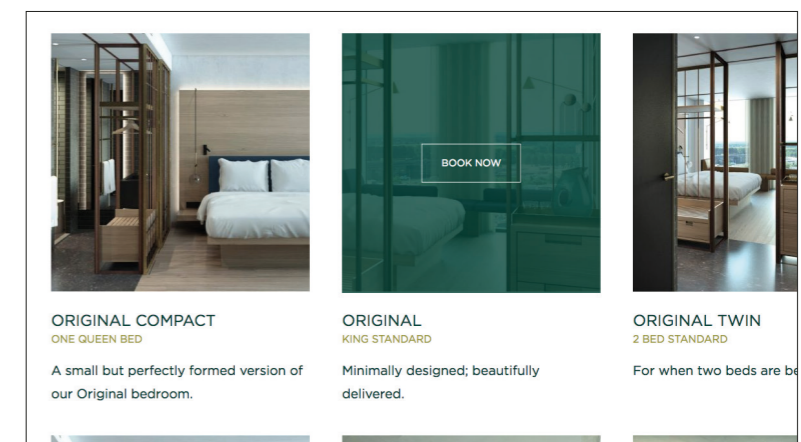 BOOK NOW
ORIGINAL COMPACT
ONE QUEEN BED
A small but perfectly formed version of
our Original bedroom.
ORIGINAL
KING STANDARD
Minimally designed; beautifully
delivered.
ORIGINAL TWIN
2 BED STANDARD
For when two beds are be